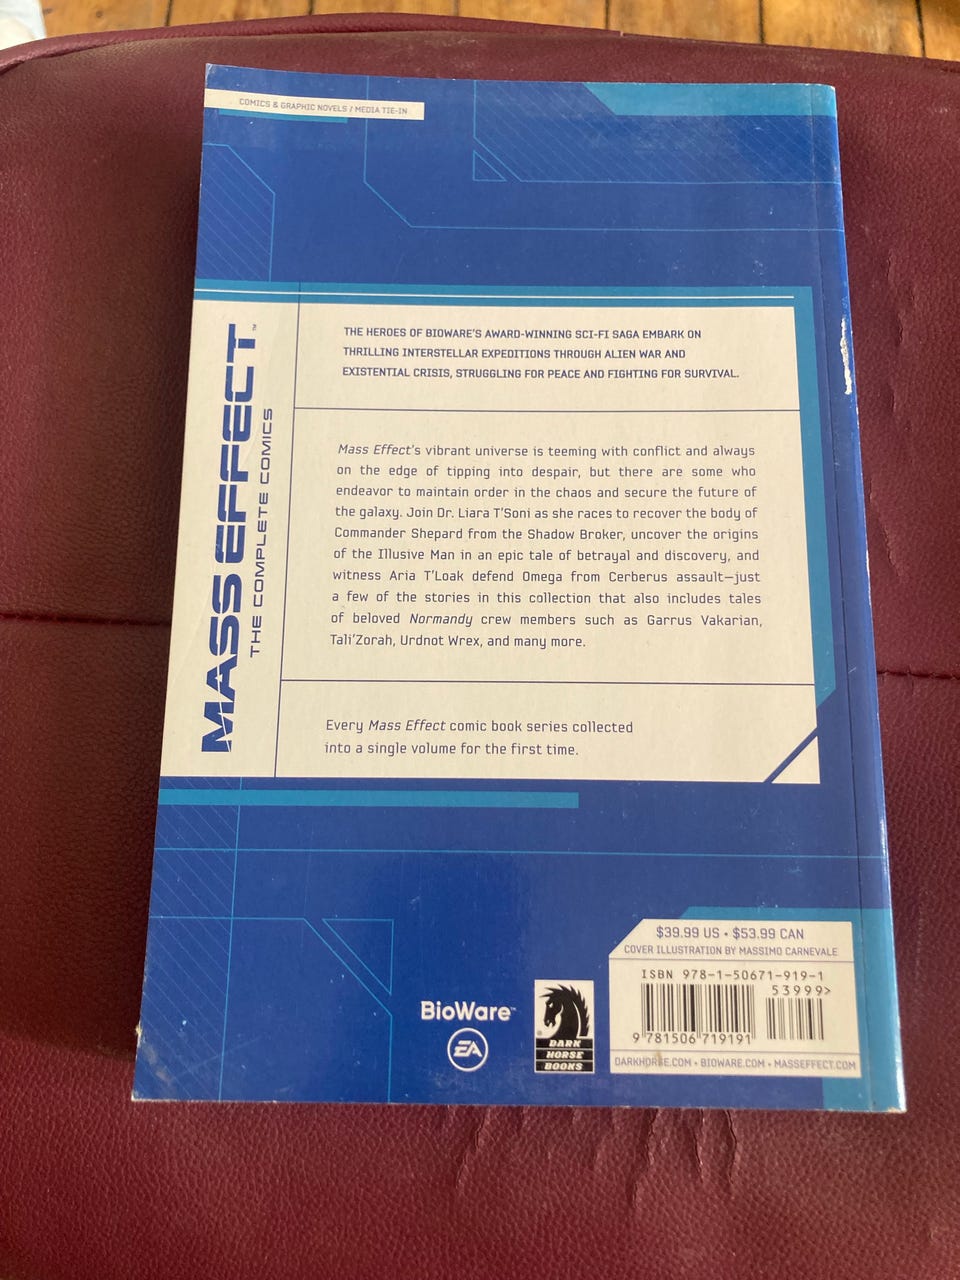 COMICS & GRAPHIC NOVELS / MEDIA TIE-IN
MASS EFFECT™
THE COMPLETE COMICS
THE HEROES OF BIOWARE'S AWARD-WINNING SCI-FI SAGA EMBARK ON
THRILLING INTERSTELLAR EXPEDITIONS THROUGH ALIEN WAR AND
EXISTENTIAL CRISIS, STRUGGLING FOR PEACE AND FIGHTING FOR SURVIVAL.
Mass Effect's vibrant universe is teeming with conflict and always
on the edge of tipping into despair, but there are some who
endeavor to maintain order in the chaos and secure the future of
the galaxy. Join Dr. Liara T'Soni as she races to recover the body of
Commander Shepard from the Shadow Broker, uncover the origins
of the Illusive Man in an epic tale of betrayal and discovery, and
witness Aria T'Loak defend Omega from Cerberus assault—just
a few of the stories in this collection that also includes tales
of beloved Normandy crew members such as Garrus Vakarian,
Tali'Zorah, Urdnot Wrex, and many more.
Every Mass Effect comic book series collected
into a single volume for the first time.
$39.99 US • $53.99 CAN
COVER ILLUSTRATION BY MASSIMO CARNEVALE
ISBN 978-1-50671-919-1
53999>
9 781506 719191
DARKHORSE.COM • BIOWARE.COM • MASSEFFECT.COM
BioWare™
EA
DARK
HORSE
BOOKS
®